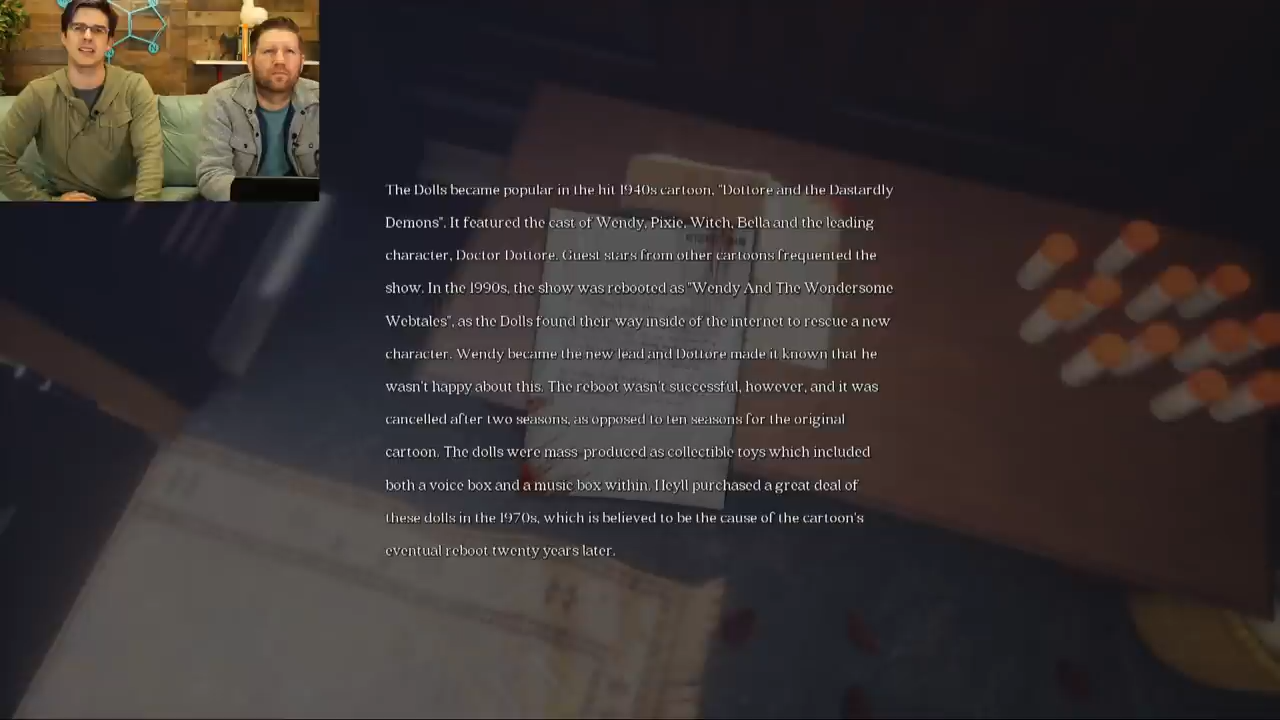 The Dolls became popular in the hit 1940s cartoon, "Dottore and the Dastardly
Demons". It featured the cast of Wendy, Pixie, Witch, Bella and the leading
character, Doctor Dottore. Guest stars from other cartoons frequented the
show. In the 1990s, the show was rebooted as "Wendy And The Wondersome
Webtales", as the Dolls found their way inside of the internet to rescue a new
character. Wendy became the new lead and Dottore made it known that he
wasn't happy about this. The reboot wasn't successful, however, and it was
cancelled after two seasons, as opposed to ten seasons for the original
cartoon. The dolls were mass-produced as collectible toys which included
both a voice box and a music box within. Heyll purchased a great deal of
these dolls in the 1970s, which is believed to be the cause of the cartoon's
eventual reboot twenty years later.